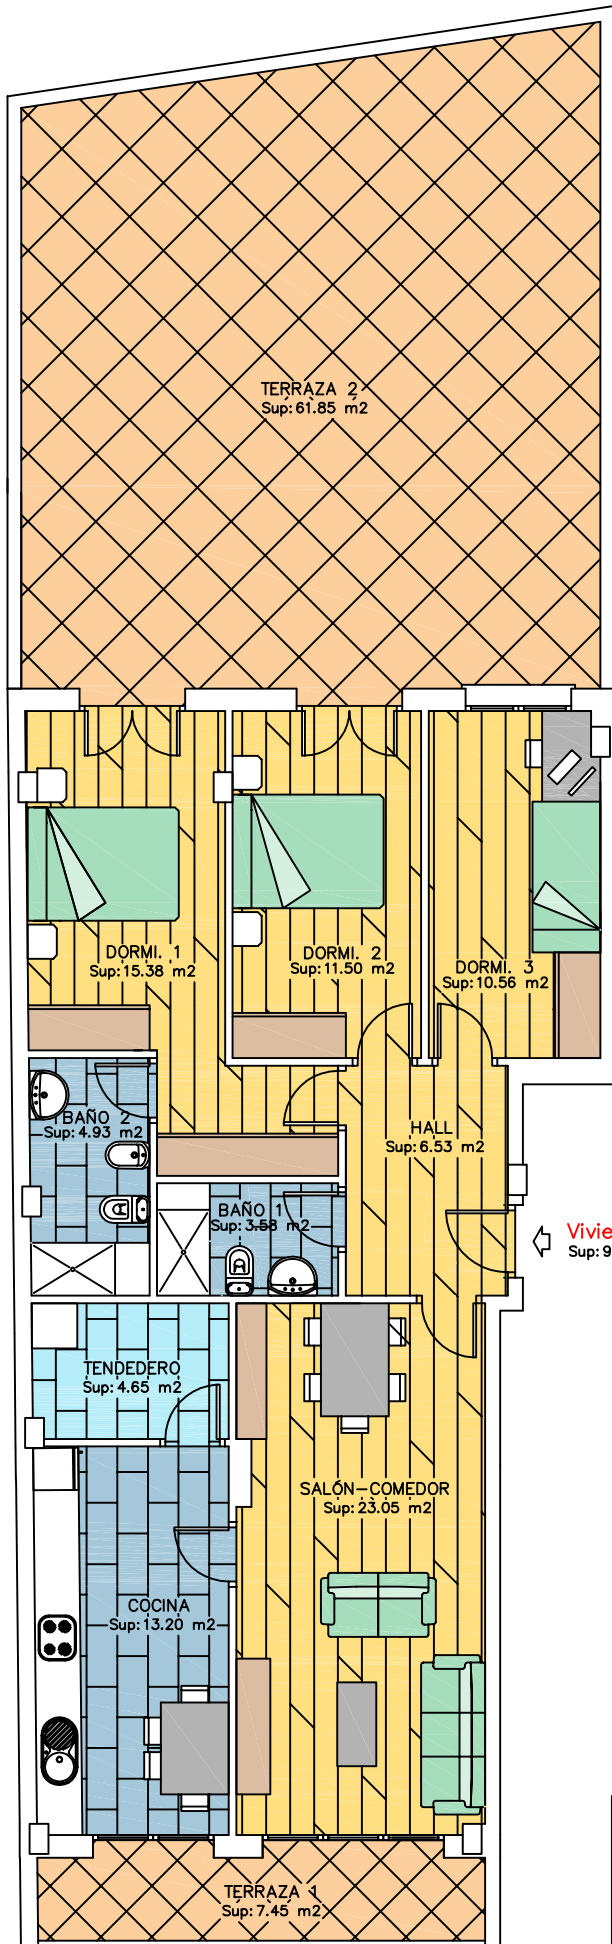 TERRAZA 2
Sup: 61.85 m2
DORMI. 1
Sup: 15.38 m2
DORMI. 2
Sup: 11.50 m2
DORMI. 3
Sup: 10.56 m2
BAÑO 2
Sup: 4.93 m2
HALL
Sup: 6.53 m2
BAÑO 1
Sup: 3.58 m2
Vivie
Sup: 9
TENDEDERO
Sup: 4.65 m2
SALÓN-COMEDOR
Sup: 23.05 m2
COCINA
Sup: 13.20 m2
TERRAZA 1
Sup: 7.45 m2